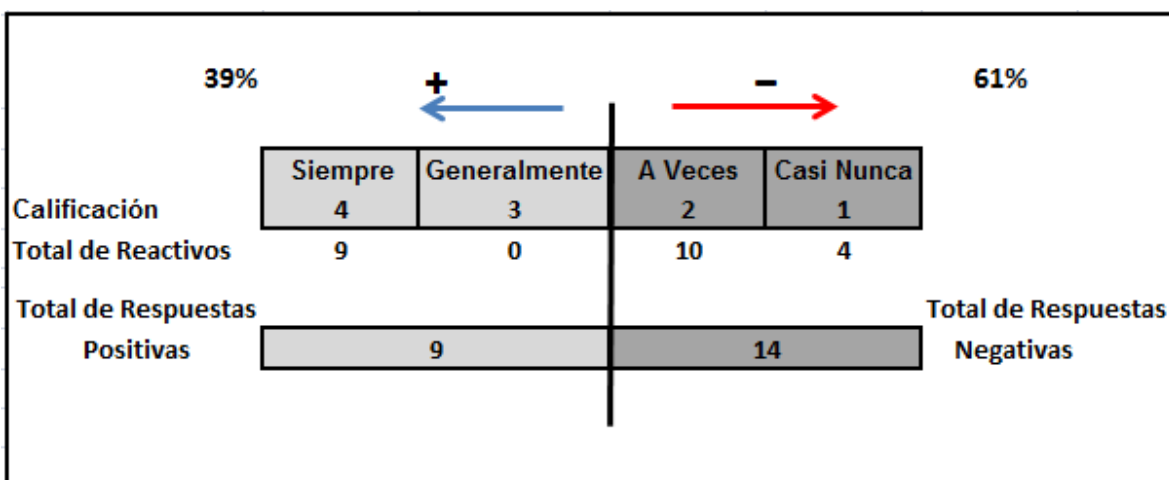 39% + – 61%
Siempre Generalmente A Veces Casi Nunca
Calificación 4 3 2 1
Total de Reactivos 9 0 10 4
Total de Respuestas Total de Respuestas
Positivas 9 14 Negativas